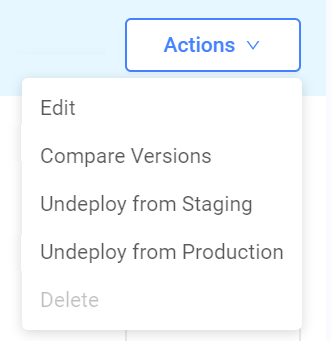 Actions
Edit
Compare Versions
Undeploy from Staging
Undeploy from Production
Delete